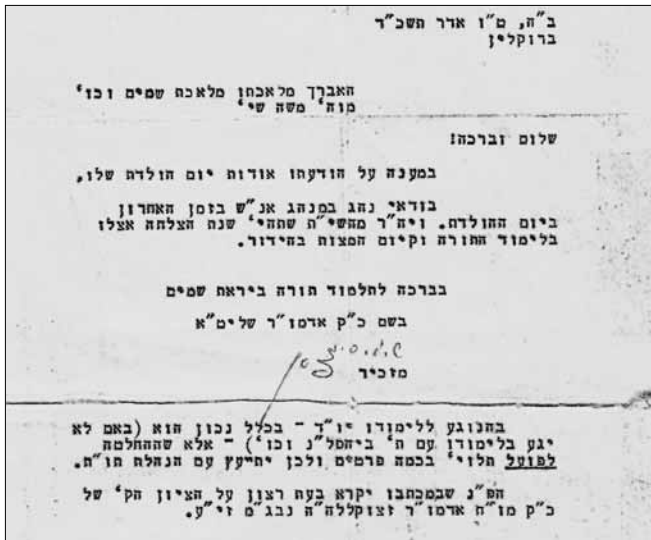 ב"ה, ט"ו אדר תשכ"ד
ברוקלין
האברך מלאכתו מלאכת שמים וכו'
מוה' משה שי'
שלום וברכה!
במענה על הודעתו אודות יום הולדת שלו,
בודאי נהג במנהג אנ"ש בזמן האחרון
ביום ההולדת. ויה"ר מהשי"ת שתהי' שנת הצלחה אצלו
בלימוד התורה וקיום המצות בהידור.
בברכה לתלמוד תורה ביראת שמים
בשם כ"ק אדמו"ר שליט"א
מזכיר
בהנוגע ללימודו יו"ד - בכלל נכון הוא (באם לא
יגע בלימודו עם ת' ביהסל"נ וכו') - אלא שההחלטה
לפועל תלוי' בכמה פרטים ולכן יתייעץ עם הנהלת תו"ת.
הפ"נ שבמכתבו יקרא בעת רצון על הציון הק' של
כ"ק מו"ח אדמו"ר זצוקללה"ה נבג"מ זי"ע.